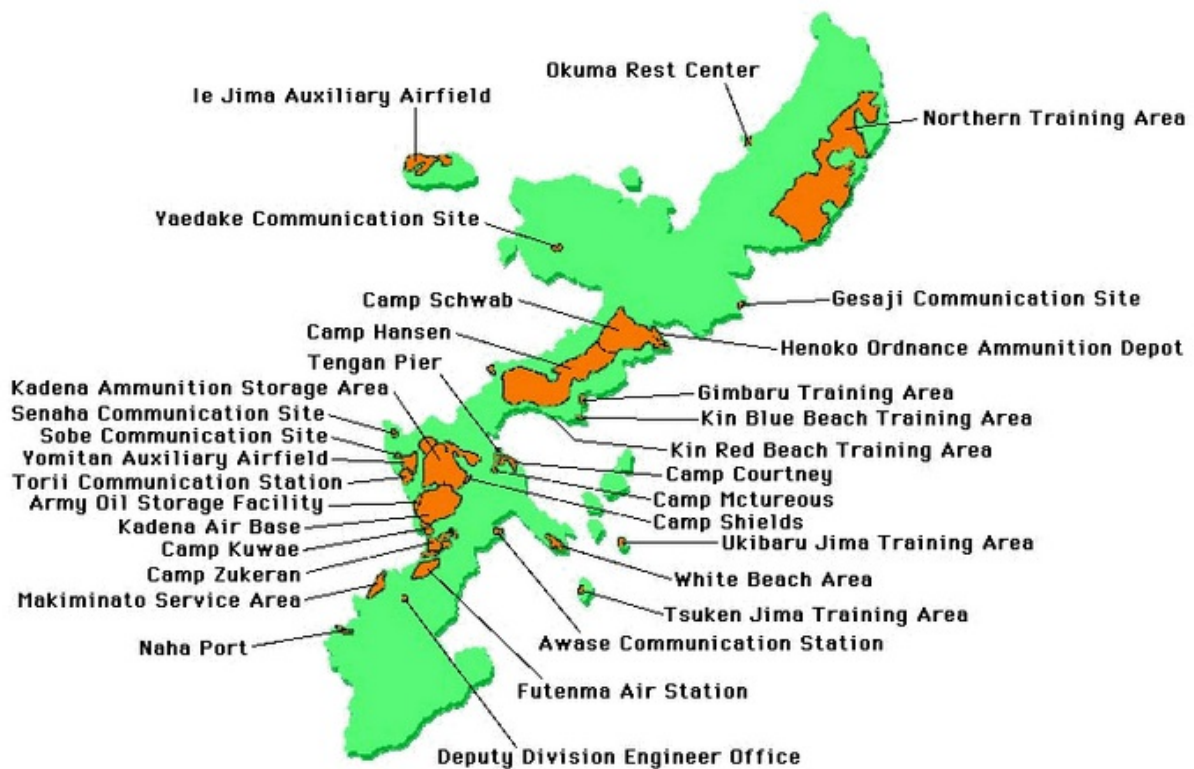 Okuma Rest Center
Ie Jima Auxiliary Airfield
Northern Training Area
Yaedake Communication Site
Camp Schwab
Gesaji Communication Site
Camp Hansen
Henoko Ordnance Ammunition Depot
Tengan Pier
Kadena Ammunition Storage Area
Gimbaru Training Area
Senaha Communication Site
Kin Blue Beach Training Area
Sobe Communication Site
Kin Red Beach Training Area
Yomitan Auxiliary Airfield
Camp Courtney
Torii Communication Station
Camp Mctureous
Army Oil Storage Facility
Camp Shields
Kadena Air Base
Ukibaru Jima Training Area
Camp Kuwae
Camp Zukeran
White Beach Area
Makiminato Service Area
Tsuken Jima Training Area
Awase Communication Station
Naha Port
Futenma Air Station
Deputy Division Engineer Office